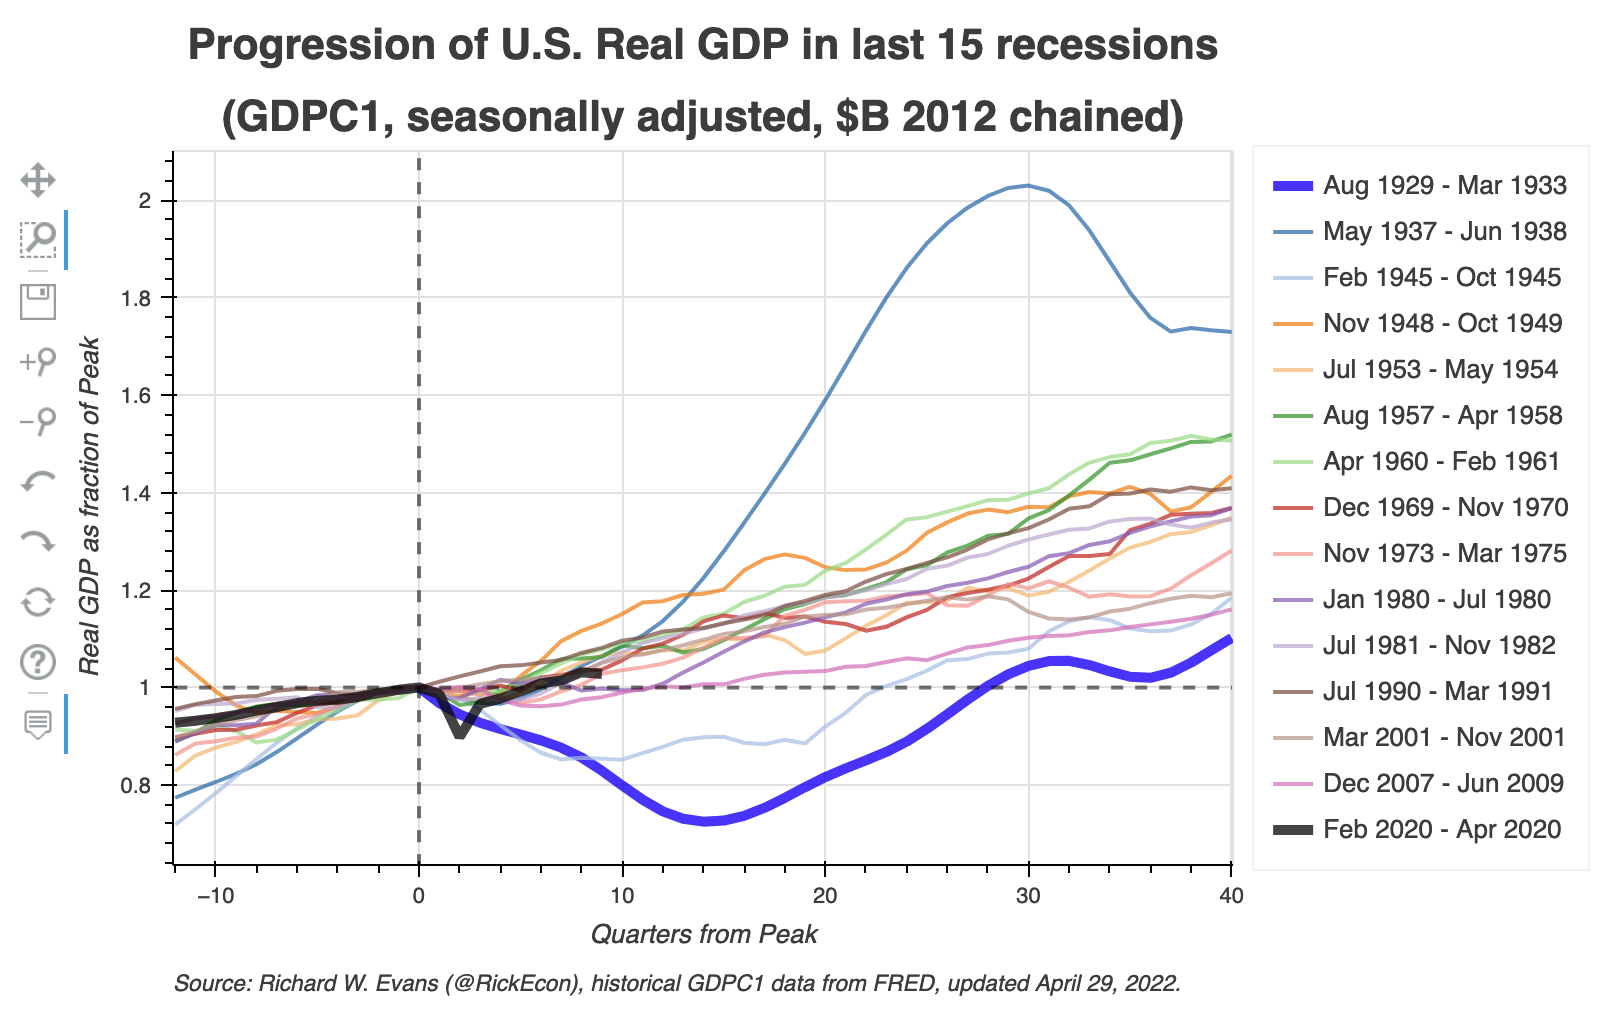 Progression of U.S. Real GDP in last 15 recessions
(GDPC1, seasonally adjusted, $B 2012 chained)
Real GDP as fraction of Peak
2
1.8
1.6
1.4
1.2
1
0.8
−10
0
10
20
30
40
Quarters from Peak
Aug 1929 - Mar 1933
May 1937 - Jun 1938
Feb 1945 - Oct 1945
Nov 1948 - Oct 1949
Jul 1953 - May 1954
Aug 1957 - Apr 1958
Apr 1960 - Feb 1961
Dec 1969 - Nov 1970
Nov 1973 - Mar 1975
Jan 1980 - Jul 1980
Jul 1981 - Nov 1982
Jul 1990 - Mar 1991
Mar 2001 - Nov 2001
Dec 2007 - Jun 2009
Feb 2020 - Apr 2020
Source: Richard W. Evans (@RickEcon), historical GDPC1 data from FRED, updated April 29, 2022.